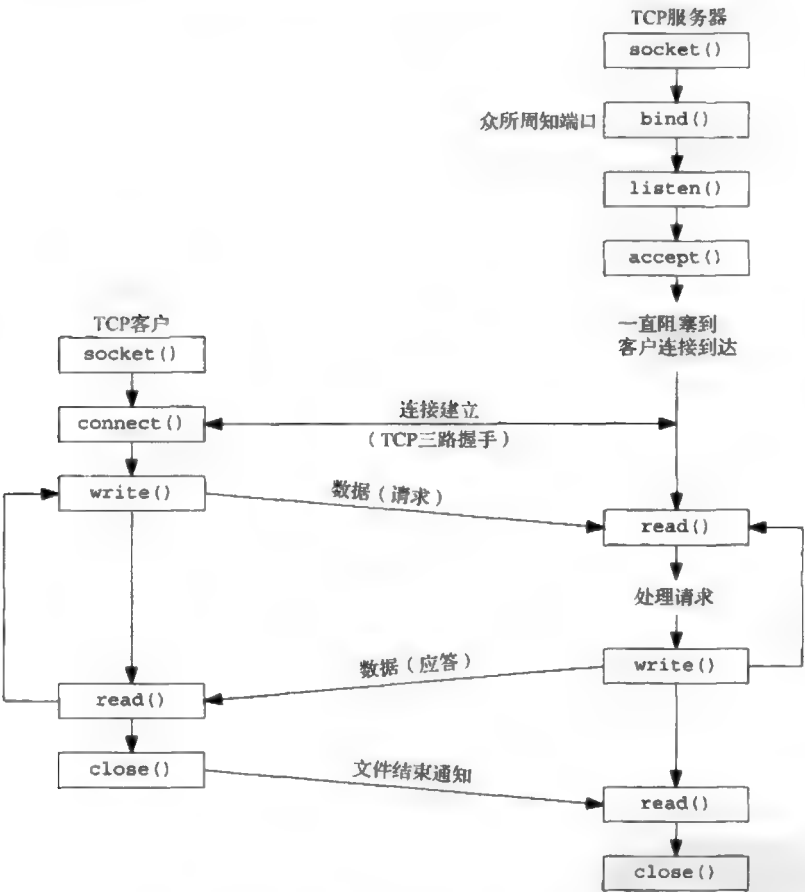 TCP服务器
socket()
众所周知端口
bind()
listen()
accept()
一直阻塞到
客户连接到达
TCP客户
socket()
connect()
连接建立
（TCP三路握手）
write()
数据（请求）
read()
处理请求
write()
数据（应答）
read()
close()
文件结束通知
read()
close()